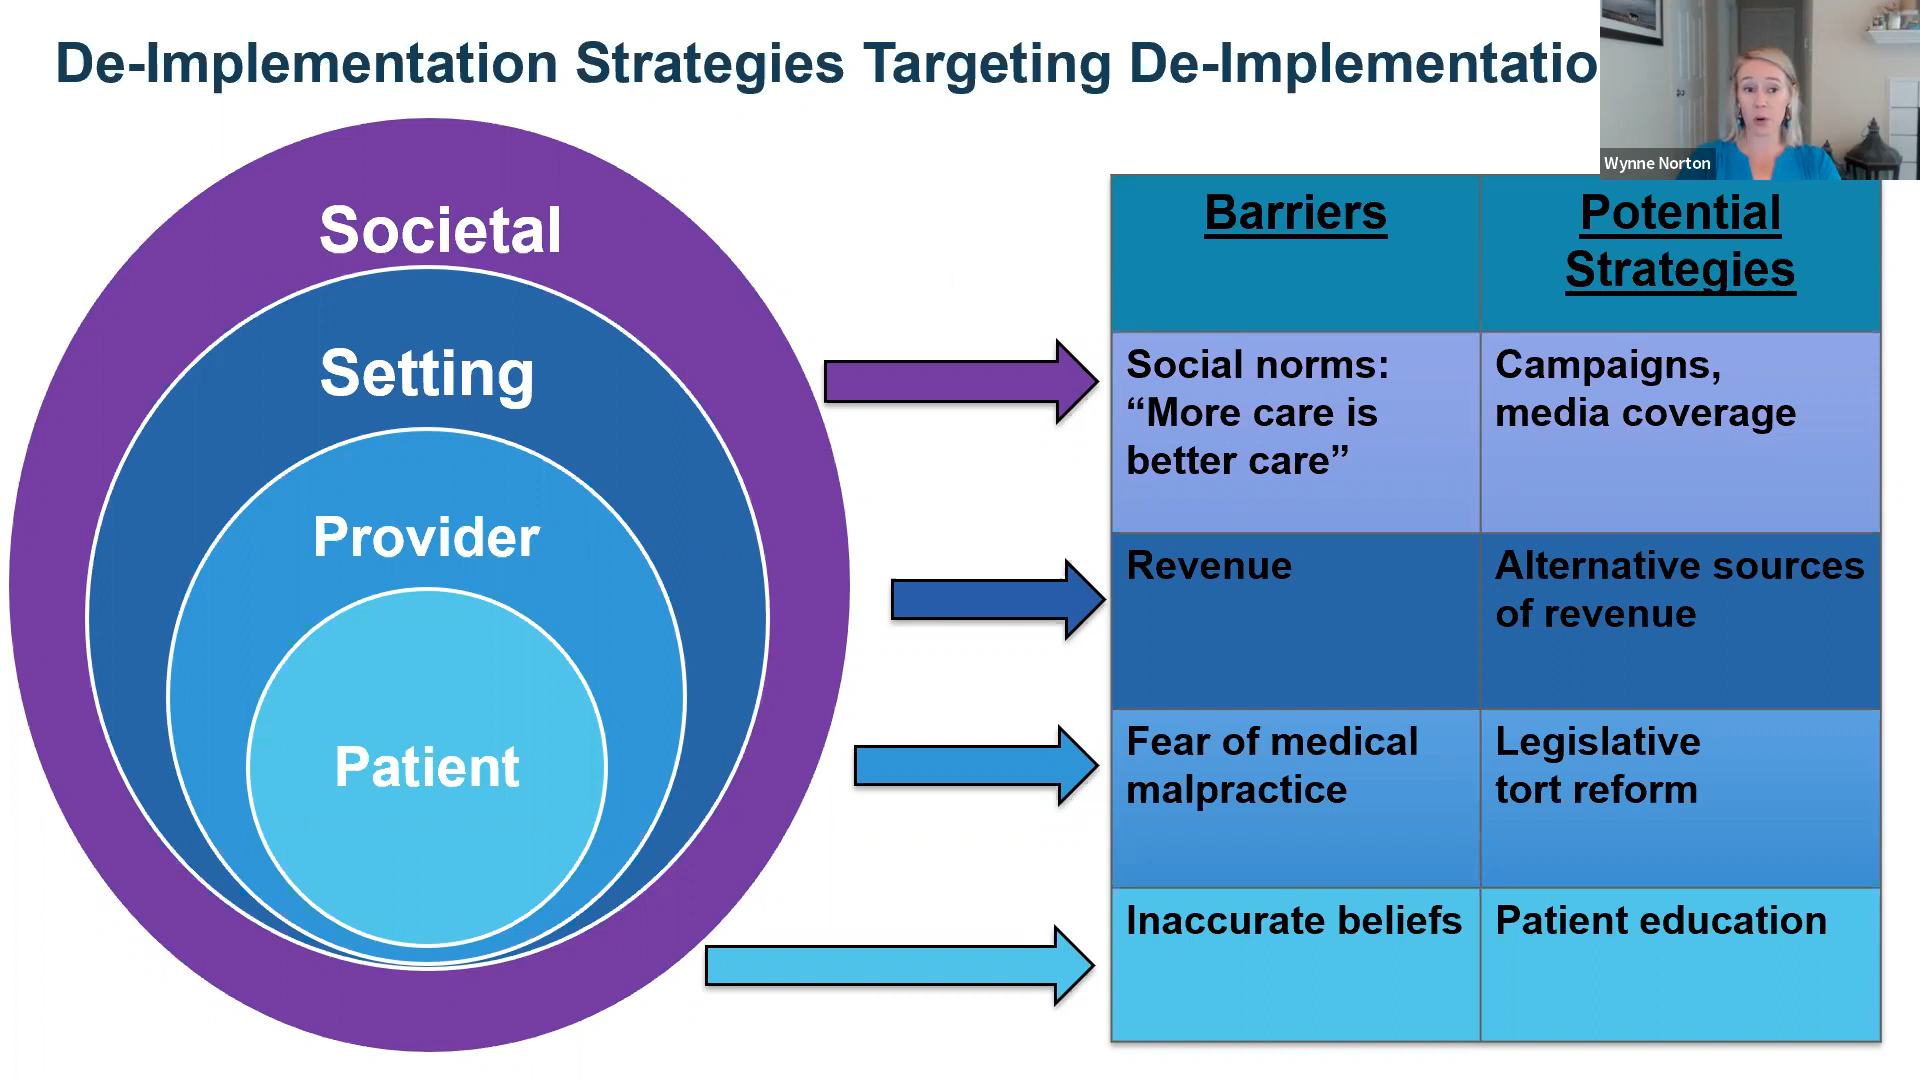 De-Implementation Strategies Targeting De-Implementatio
Wynne Norton
Societal
Setting
Provider
Patient
Barriers
Potential
Strategies
Social norms:
“More care is
better care”
Campaigns,
media coverage
Revenue
Alternative sources
of revenue
Fear of medical
malpractice
Legislative
tort reform
Inaccurate beliefs
Patient education